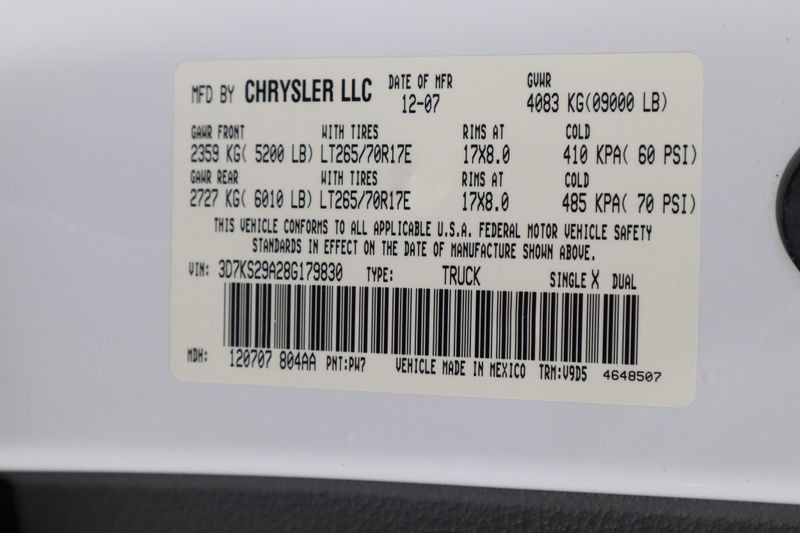 MFD BY CHRYSLER LLC DATE OF MFR 12-07 GVWR 4083 KG(09000 LB)
GAWR FRONT WITH TIRES RIMS AT COLD
2359 KG( 5200 LB) LT265/70R17E 17X8.0 410 KPA( 60 PSI)
GAWR REAR WITH TIRES RIMS AT COLD
2727 KG( 6010 LB) LT265/70R17E 17X8.0 485 KPA( 70 PSI)
THIS VEHICLE CONFORMS TO ALL APPLICABLE U.S.A. FEDERAL MOTOR VEHICLE SAFETY
STANDARDS IN EFFECT ON THE DATE OF MANUFACTURE SHOWN ABOVE.
VIN: 3D7KS29A28G179830 TYPE: TRUCK SINGLE X DUAL
MDH: 120707 804AA PNT:PW7 VEHICLE MADE IN MEXICO TRM:V9D5 4648507